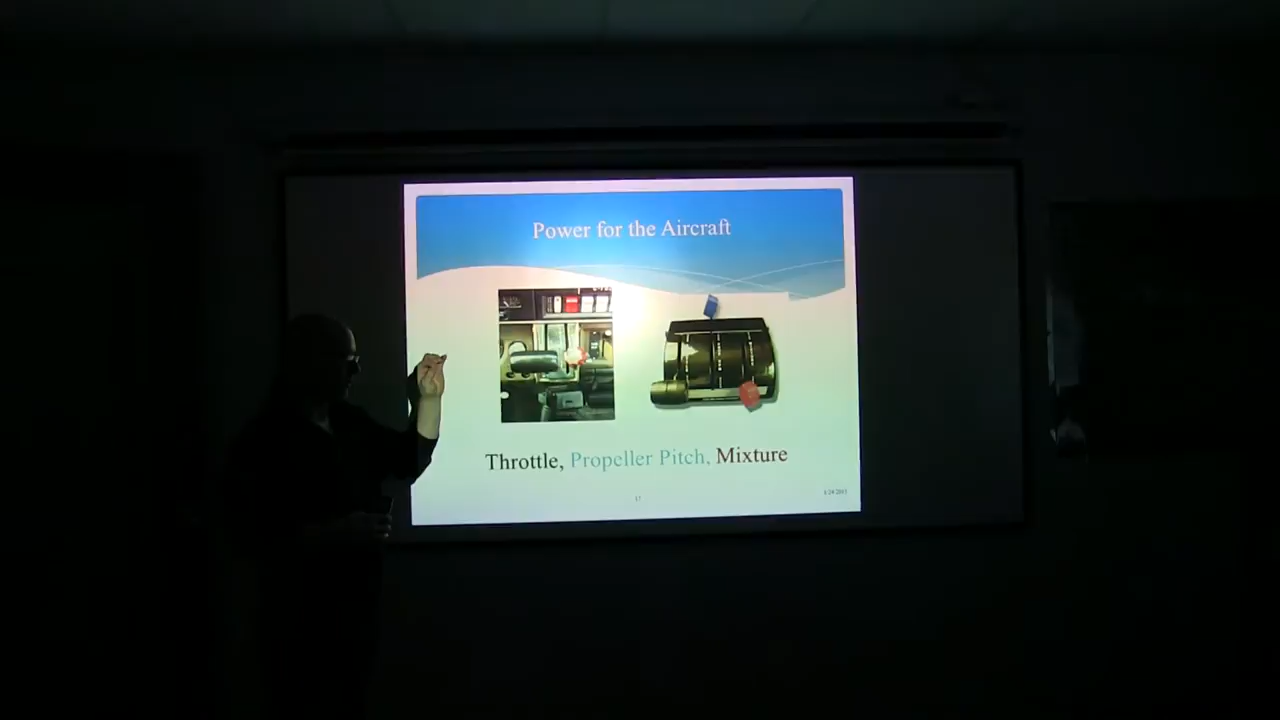 Power for the Aircraft
Throttle, Propeller Pitch, Mixture